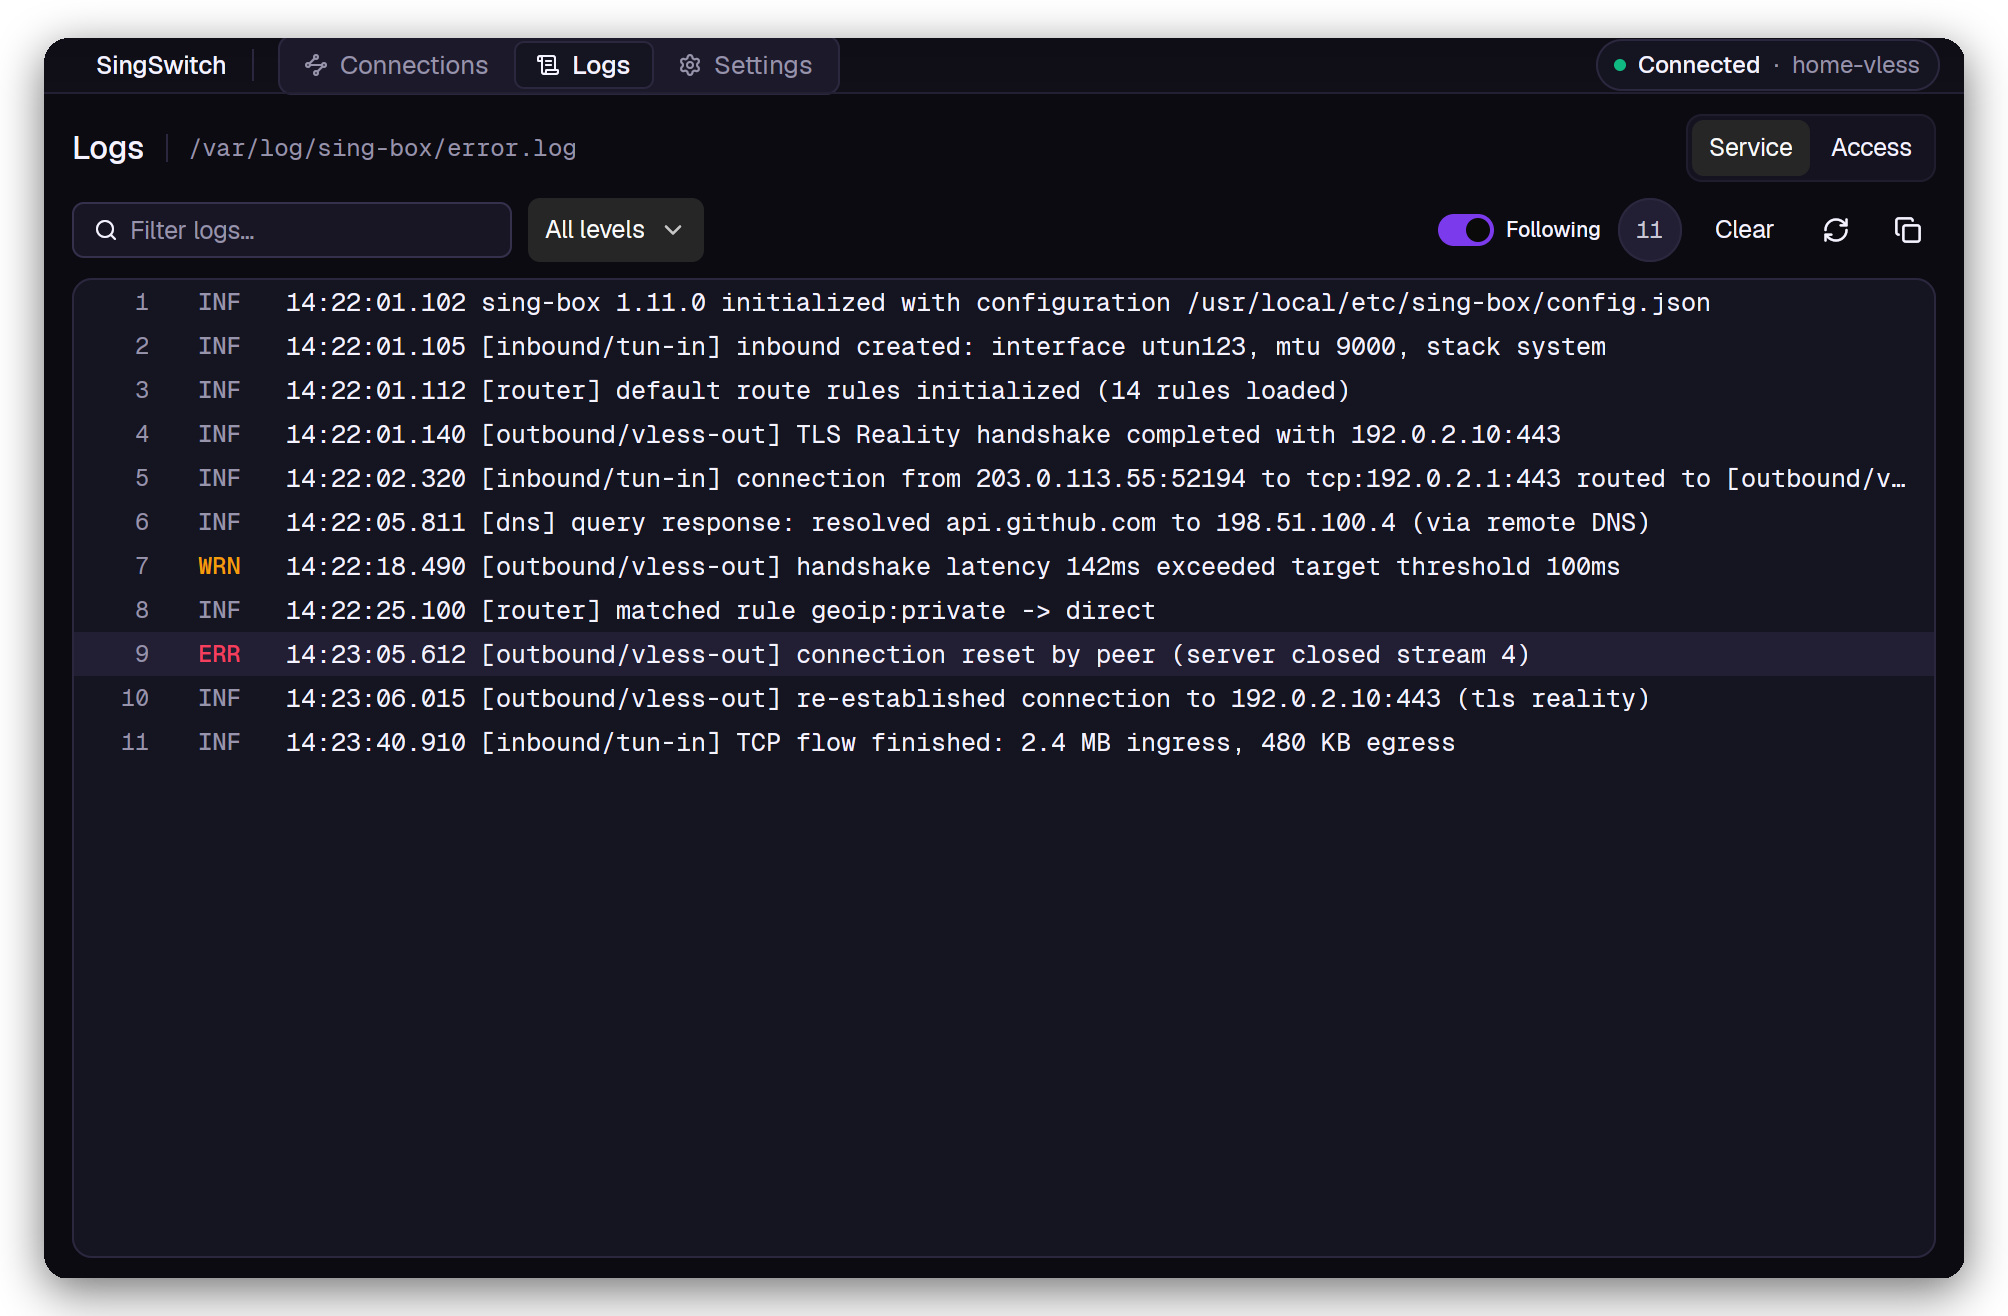 SingSwitch
Connections
Logs
Settings
Connected · home-vless
Logs
/var/log/sing-box/error.log
Service
Access
Filter logs…
All levels
Following
11
Clear
1 INF 14:22:01.102 sing-box 1.11.0 initialized with configuration /usr/local/etc/sing-box/config.json
2 INF 14:22:01.105 [inbound/tun-in] inbound created: interface utun123, mtu 9000, stack system
3 INF 14:22:01.112 [router] default route rules initialized (14 rules loaded)
4 INF 14:22:01.140 [outbound/vless-out] TLS Reality handshake completed with 192.0.2.10:443
5 INF 14:22:02.320 [inbound/tun-in] connection from 203.0.113.55:52194 to tcp:192.0.2.1:443 routed to [outbound/v…
6 INF 14:22:05.811 [dns] query response: resolved api.github.com to 198.51.100.4 (via remote DNS)
7 WRN 14:22:18.490 [outbound/vless-out] handshake latency 142ms exceeded target threshold 100ms
8 INF 14:22:25.100 [router] matched rule geoip:private -> direct
9 ERR 14:23:05.612 [outbound/vless-out] connection reset by peer (server closed stream 4)
10 INF 14:23:06.015 [outbound/vless-out] re-established connection to 192.0.2.10:443 (tls reality)
11 INF 14:23:40.910 [inbound/tun-in] TCP flow finished: 2.4 MB ingress, 480 KB egress